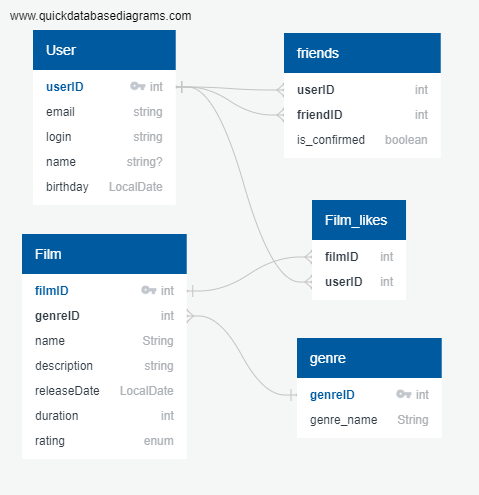 www.quickdatabasediagrams.com
User
userID int
email string
login string
name string?
birthday LocalDate
friends
userID int
friendID int
is_confirmed boolean
Film_likes
filmID int
userID int
Film
filmID int
genreID int
name String
description string
releaseDate LocalDate
duration int
rating enum
genre
genreID int
genre_name String